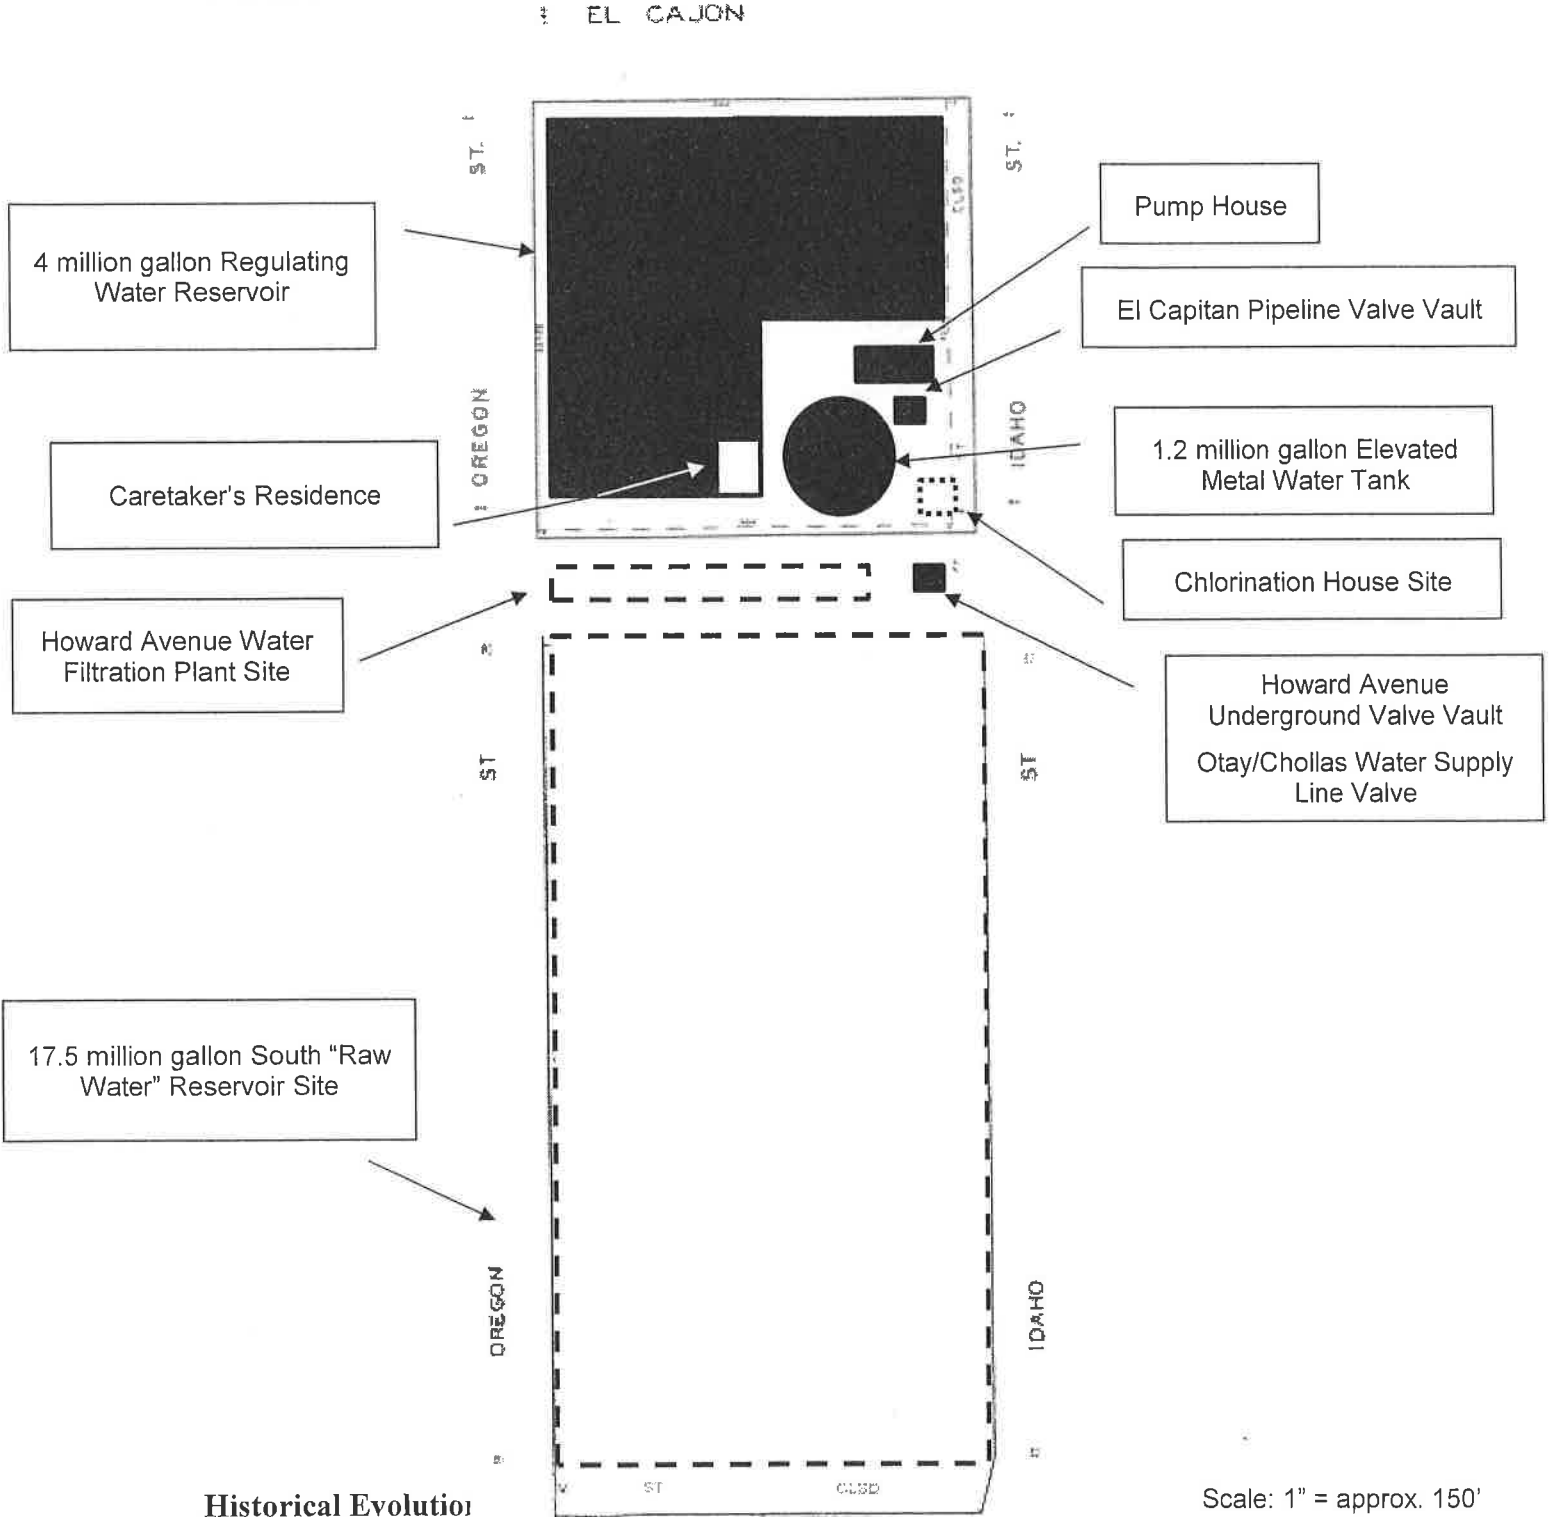 EL CAJON
ST.
ST.
CLSD
Pump House
4 million gallon Regulating
Water Reservoir
El Capitan Pipeline Valve Vault
OREGON
IDAHO
1.2 million gallon Elevated
Metal Water Tank
Caretaker's Residence
Chlorination House Site
Howard Avenue Water
Filtration Plant Site
Howard Avenue
Underground Valve Vault
Otay/Chollas Water Supply
Line Valve
ST
ST
17.5 million gallon South “Raw
Water” Reservoir Site
OREGON
IDAHO
ST
CLSD
Historical Evolution
Scale: 1” = approx. 150'